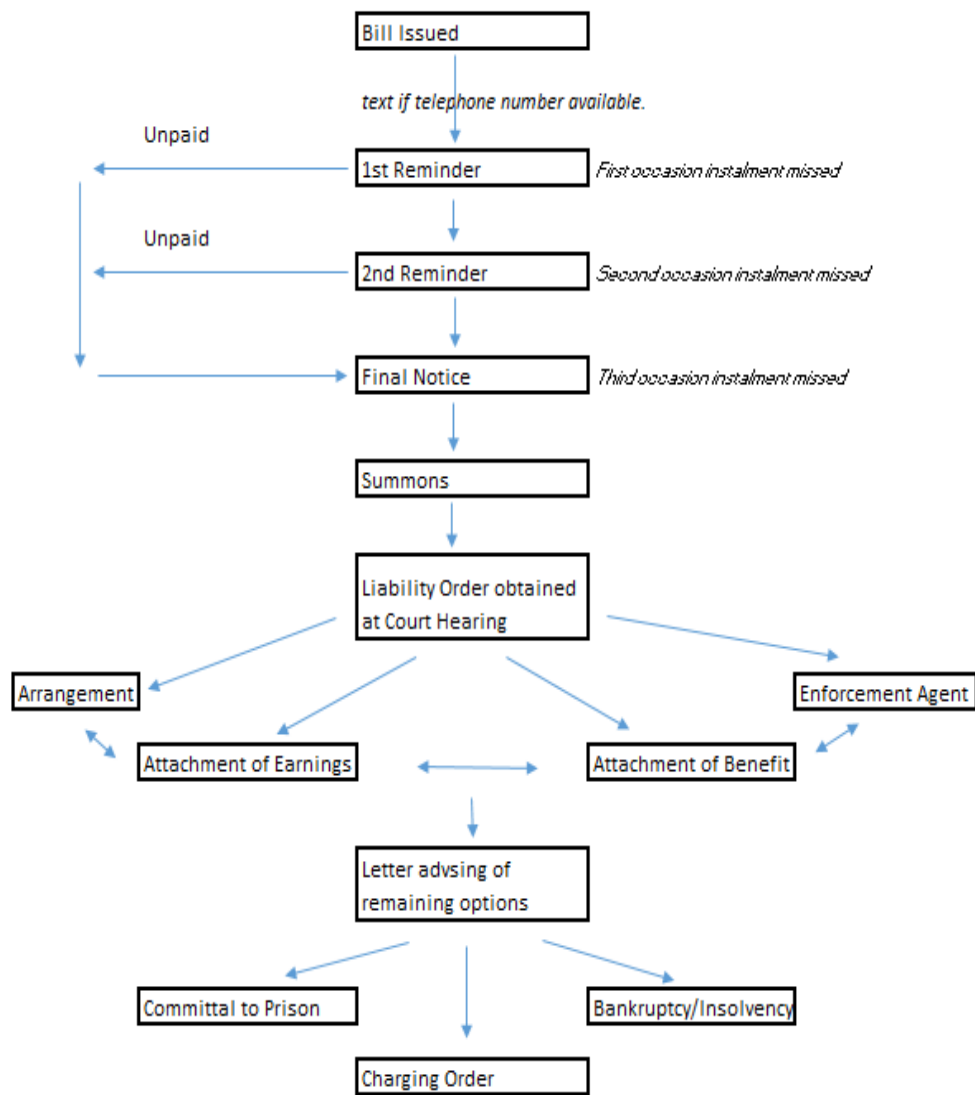 Bill Issued
text if telephone number available.
Unpaid
1st Reminder
First occasion instalment missed
Unpaid
2nd Reminder
Second occasion instalment missed
Final Notice
Third occasion instalment missed
Summons
Liability Order obtained
at Court Hearing
Arrangement
Enforcement Agent
Attachment of Earnings
Attachment of Benefit
Letter advsing of
remaining options
Committal to Prison
Bankruptcy/Insolvency
Charging Order